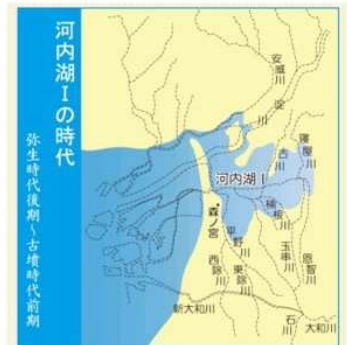 河内湖Ⅰの時代
弥生時代後期～古墳時代前期
安威川
淀
川
寝屋川
古川
河内湖Ⅰ
楠根川
森ノ宮
平野川
玉串川
恩智川
西除川
東除川
新大和川
石川
大和川